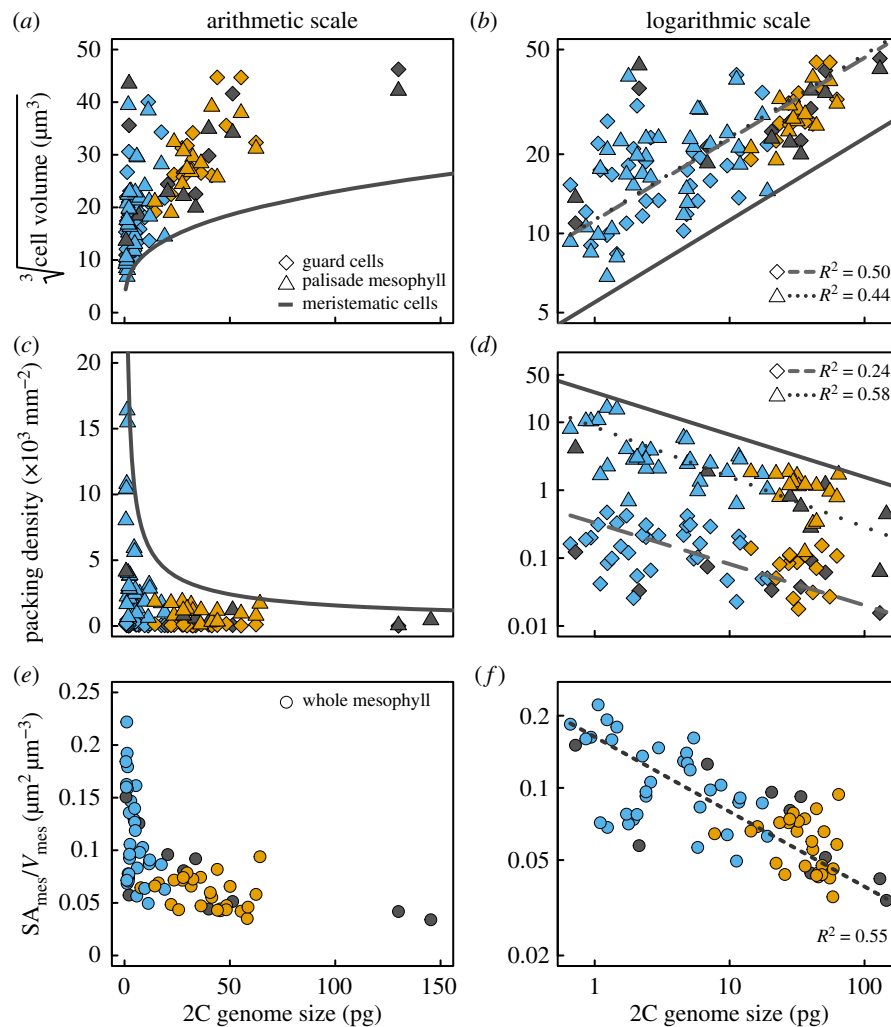 (a) arithmetic scale
(b) logarithmic scale
∛cell volume (μm³)
50
40
30
20
10
0
guard cells
palisade mesophyll
meristematic cells
50
20
10
5
R² = 0.50
R² = 0.44
(c)
(d)
packing density (×10³ mm⁻²)
20
15
10
5
0
50
10
1
0.1
0.01
R² = 0.24
R² = 0.58
(e)
(f)
SAmes/Vmes (μm² μm⁻³)
0.25
0.20
0.15
0.10
0.05
0
whole mesophyll
0.2
0.1
0.05
0.02
R² = 0.55
0 50 100 150
2C genome size (pg)
1 10 100
2C genome size (pg)